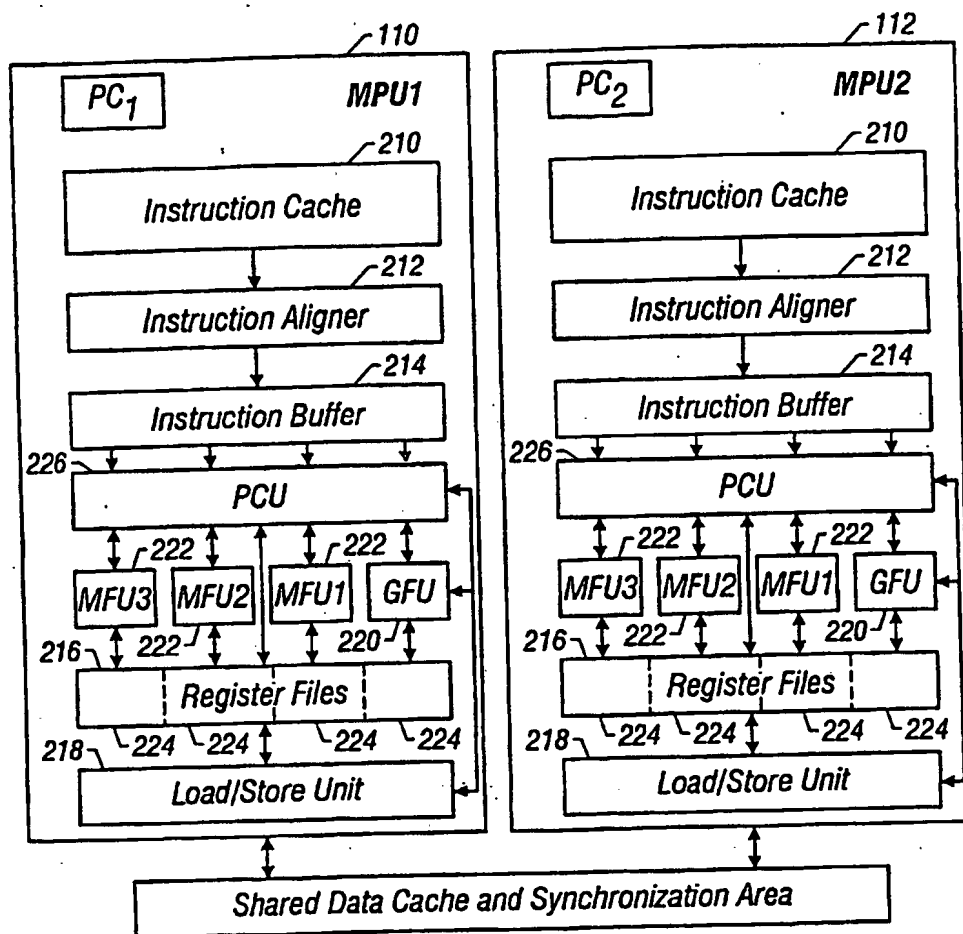 110
112
PC1
MPU1
PC2
MPU2
210
210
Instruction Cache
Instruction Cache
212
212
Instruction Aligner
Instruction Aligner
214
214
Instruction Buffer
Instruction Buffer
226
226
PCU
PCU
222
222
222
222
MFU3
MFU2
MFU1
GFU
MFU3
MFU2
MFU1
GFU
216
222
220
216
222
220
Register Files
Register Files
218
224
224
224
224
218
224
224
224
224
Load/Store Unit
Load/Store Unit
Shared Data Cache and Synchronization Area